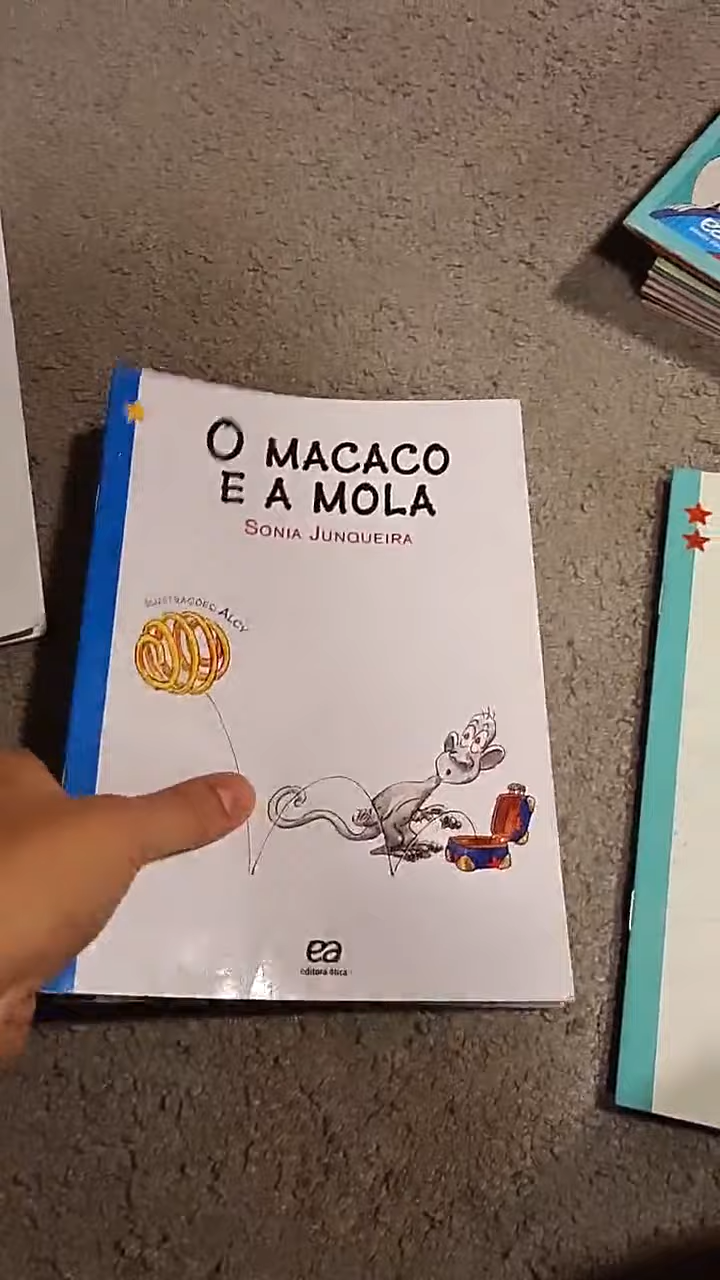 O MACACO
E A MOLA
SONIA JUNQUEIRA
ILUSTRAÇÕES ALCY
ea
editora ática